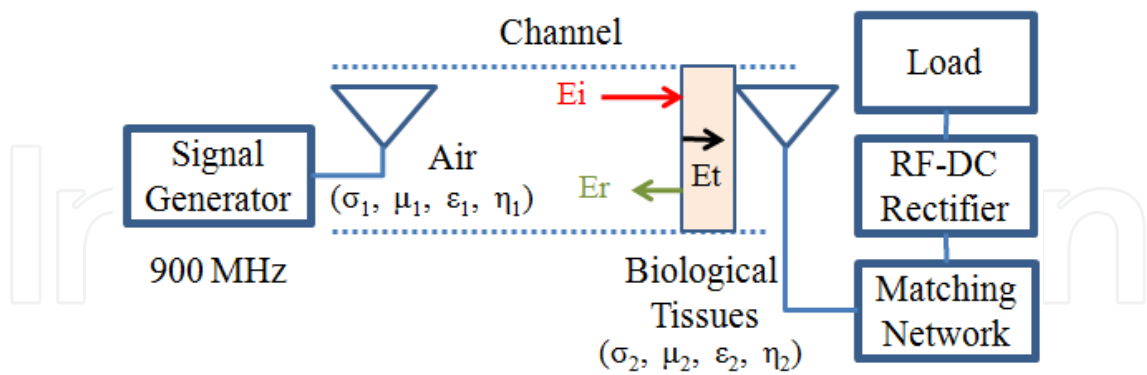 Channel
Load
Ei
Signal
Generator
Air
(σ₁, μ₁, ε₁, η₁)
Et
Er
RF-DC
Rectifier
900 MHz
Biological
Tissues
(σ₂, μ₂, ε₂, η₂)
Matching
Network